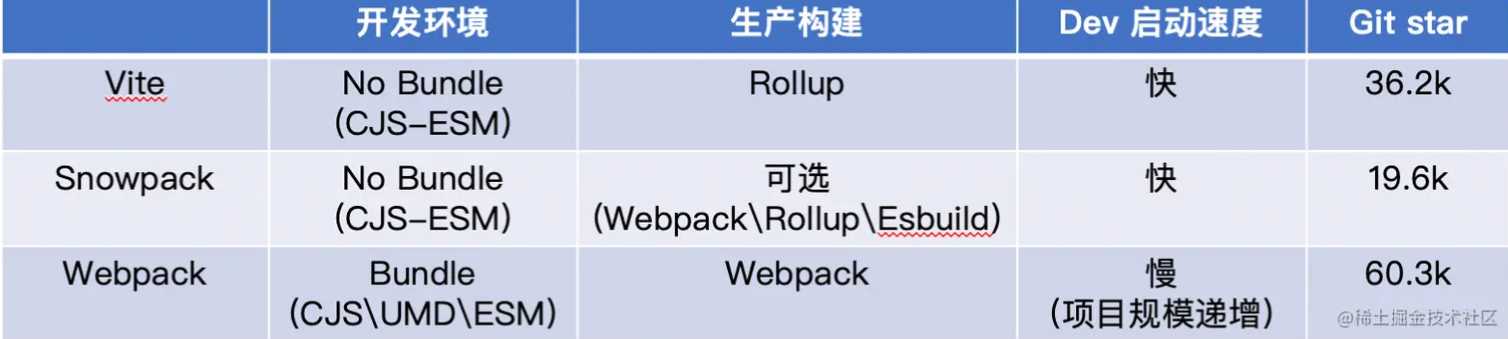 开发环境 生产构建 Dev 启动速度 Git star
Vite No Bundle Rollup 快 36.2k
(CJS-ESM)
Snowpack No Bundle 可选 快 19.6k
(CJS-ESM) (Webpack\Rollup\Esbuild)
Webpack Bundle Webpack 慢 60.3k
(CJS\UMD\ESM) (项目规模递增)
@稀土掘金技术社区